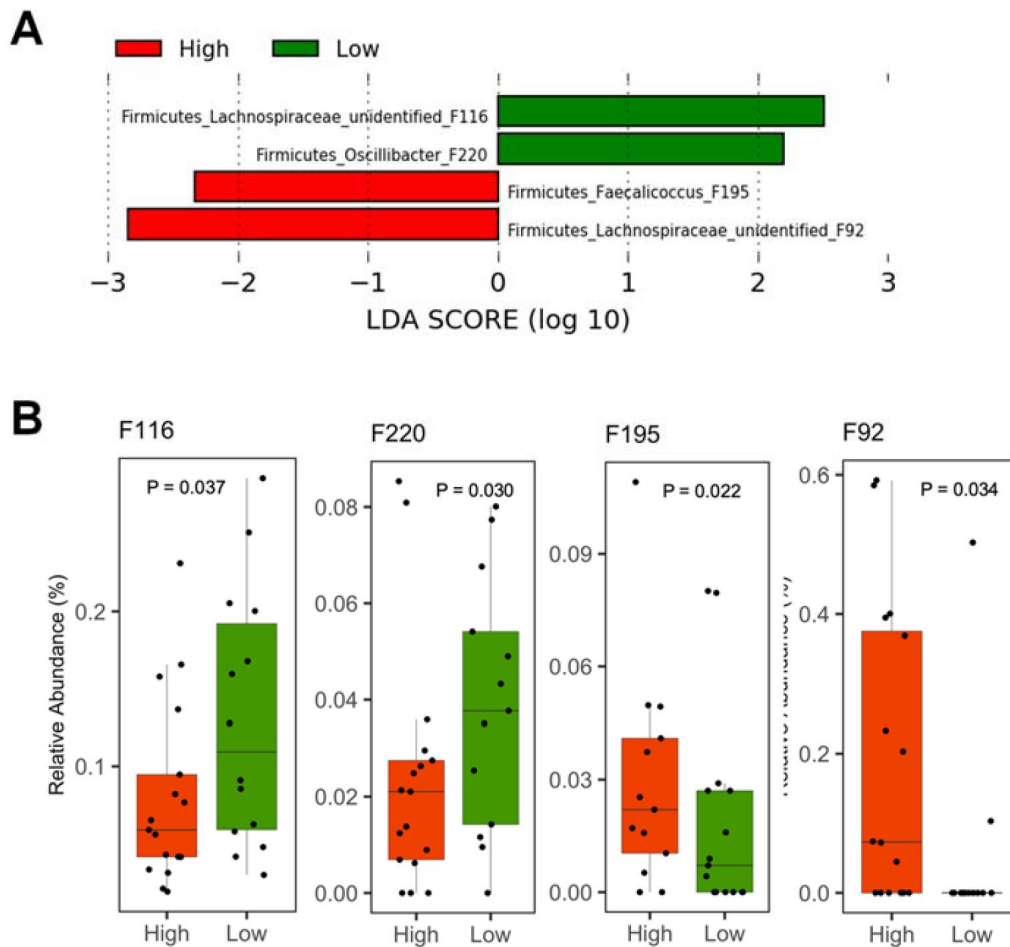 A
High Low
Firmicutes_Lachnospiraceae_unidentified_F116
Firmicutes_Oscillibacter_F220
Firmicutes_Faecalicoccus_F195
Firmicutes_Lachnospiraceae_unidentified_F92
−3 −2 −1 0 1 2 3
LDA SCORE (log 10)
B
F116 F220 F195 F92
P = 0.037 P = 0.030 P = 0.022 P = 0.034
Relative Abundance (%)
0.2
0.1
High Low
0.08
0.06
0.04
0.02
0.00
High Low
0.09
0.06
0.03
0.00
High Low
Relative Abundance (%)
0.6
0.4
0.2
0.0
High Low